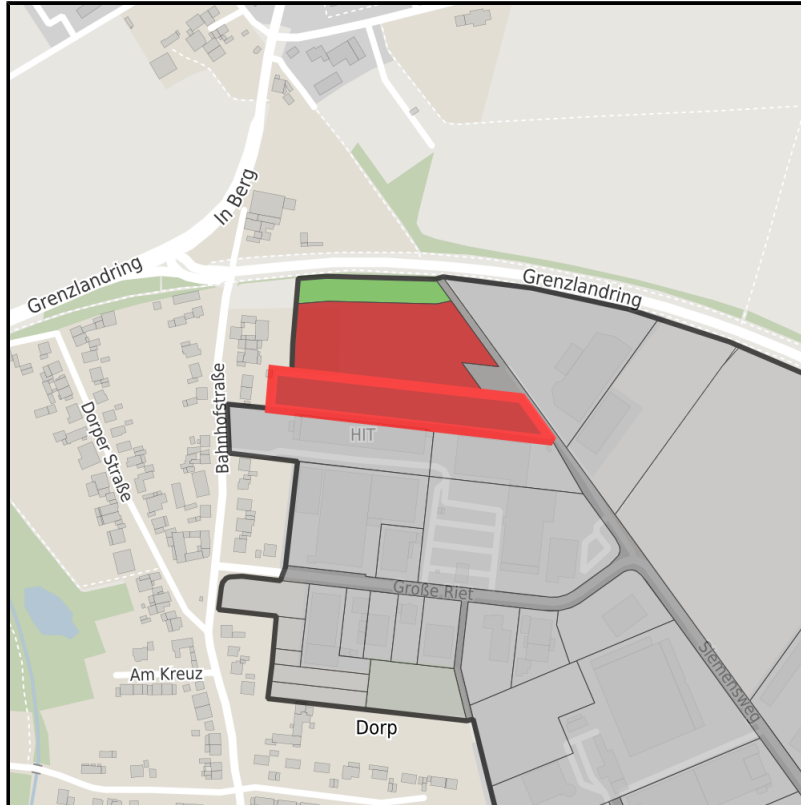 In Berg
Grenzlandring
Grenzlandring
Bahnhofstraße
Dorper Straße
HIT
Große Riet
Siemensweg
Am Kreuz
Dorp